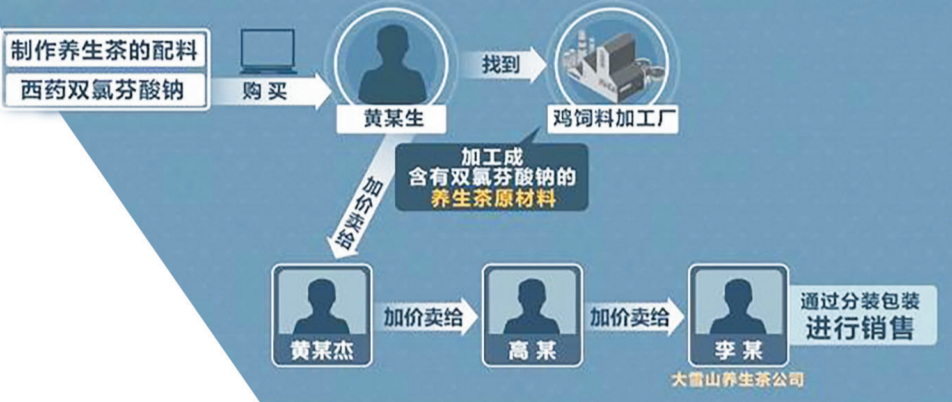 制作养生茶的配料
西药双氯芬酸钠
购买
黄某生
找到
鸡饲料加工厂
加工成
含有双氯芬酸钠的
养生茶原材料
加价卖给
黄某杰
加价卖给
高某
加价卖给
李某
大雪山养生茶公司
通过分装包装
进行销售